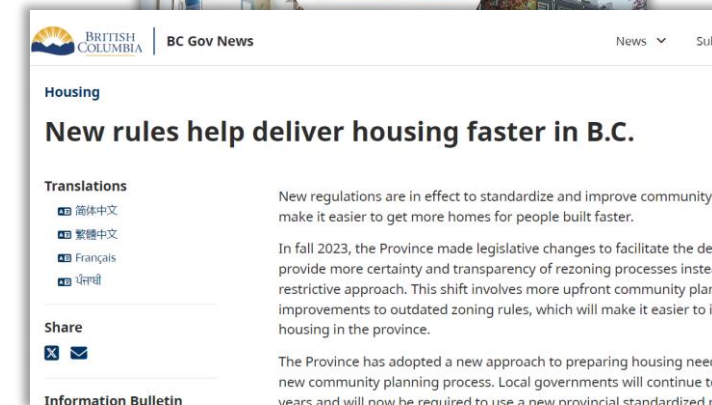 BRITISH
COLUMBIA
BC Gov News
News
Housing
New rules help deliver housing faster in B.C.
Translations
简体中文
繁體中文
Français
ਪੰਜਾਬੀ
Share
Information Bulletin
New regulations are in effect to standardize and improve community
make it easier to get more homes for people built faster.
In fall 2023, the Province made legislative changes to facilitate the
provide more certainty and transparency of rezoning processes
restrictive approach. This shift involves more upfront community
improvements to outdated zoning rules, which will make it easier to
housing in the province.
The Province has adopted a new approach to preparing housing
new community planning process. Local governments will continue
years and will now be required to use a new provincial standardized